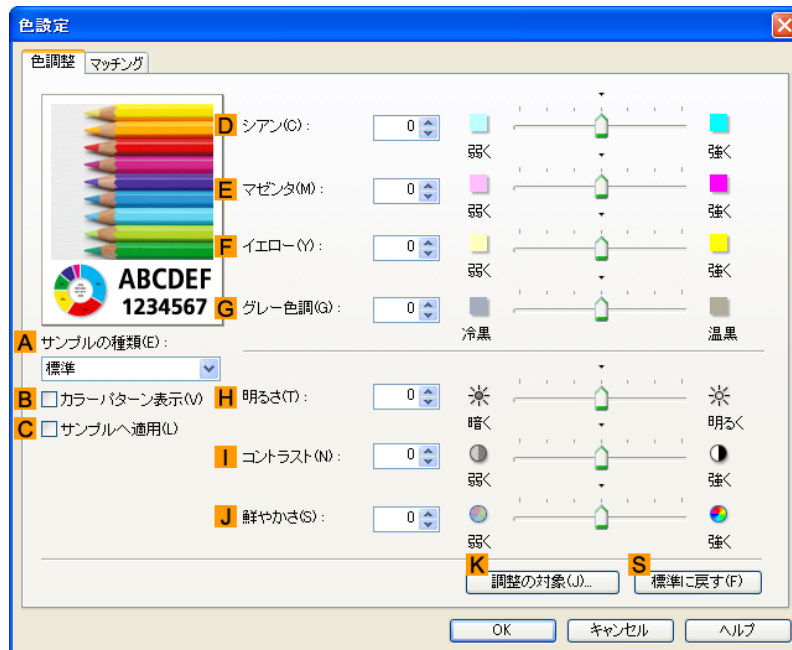 色設定
色調整 マッチング
D シアン(C): 0 弱く 強く
E マゼンタ(M): 0 弱く 強く
F イエロー(Y): 0 弱く 強く
ABCDEF
1234567
G グレー色調(G): 0 冷黒 温黒
A サンプルの種類(E):
標準
B カラーパターン表示(V)
C サンプルへ適用(L)
H 明るさ(T): 0 暗く 明るく
I コントラスト(N): 0 弱く 強く
J 鮮やかさ(S): 0 弱く 強く
K 調整の対象(J)... S 標準に戻す(F)
OK キャンセル ヘルプ